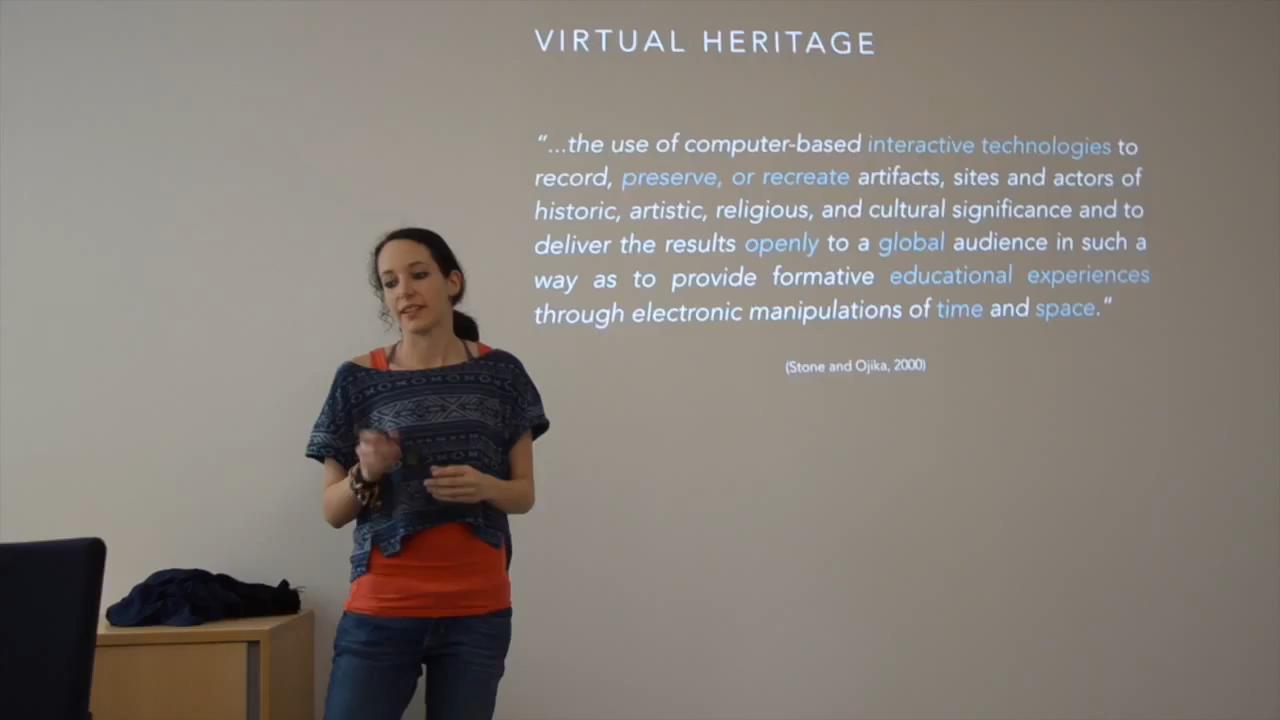 VIRTUAL HERITAGE
“...the use of computer-based interactive technologies to
record, preserve, or recreate artifacts, sites and actors of
historic, artistic, religious, and cultural significance and to
deliver the results openly to a global audience in such a
way as to provide formative educational experiences
through electronic manipulations of time and space.“
(Stone and Ojika, 2000)